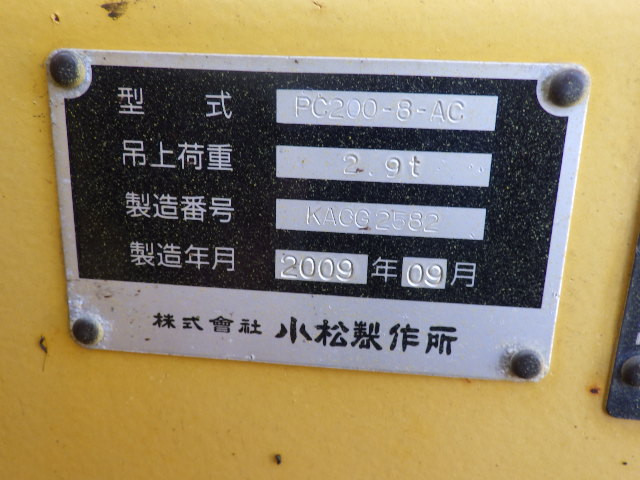 型式 PC200-8-AC
吊上荷重 2.9t
製造番号 KAGC2582
製造年月 2009年09月
株式會社 小松製作所